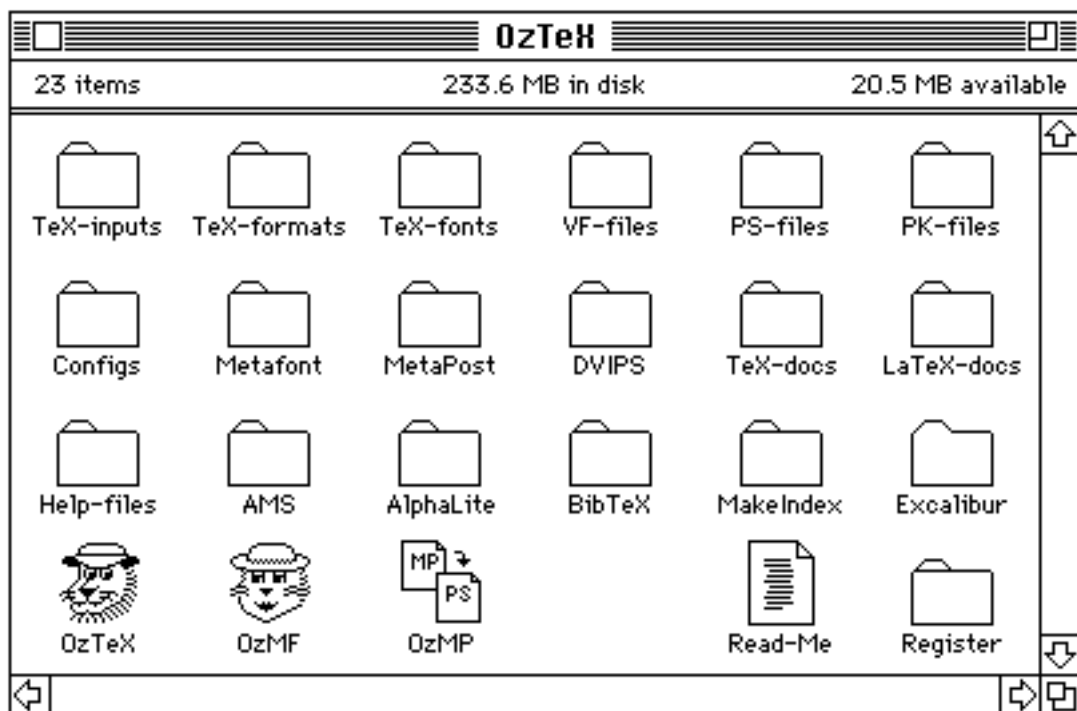 OzTeX
23 items 233.6 MB in disk 20.5 MB available
TeX-inputs TeX-formats TeX-fonts VF-files PS-files PK-files
Configs Metafont MetaPost DVIPS TeX-docs LaTeX-docs
Help-files AMS AlphaLite BibTeX MakeIndex Excalibur
MP
PS
OzTeX OzMF OzMP Read-Me Register